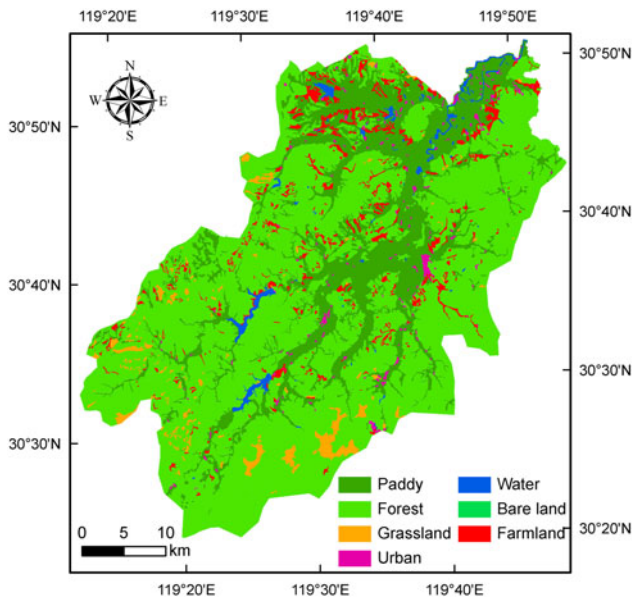 119°20'E 119°30'E 119°40'E 119°50'E
30°50'N
30°50'N
30°40'N
30°40'N
30°30'N
30°30'N
30°20'N
N
W E
S
Paddy
Forest
Grassland
Urban
Water
Bare land
Farmland
0 5 10
km
119°20'E 119°30'E 119°40'E